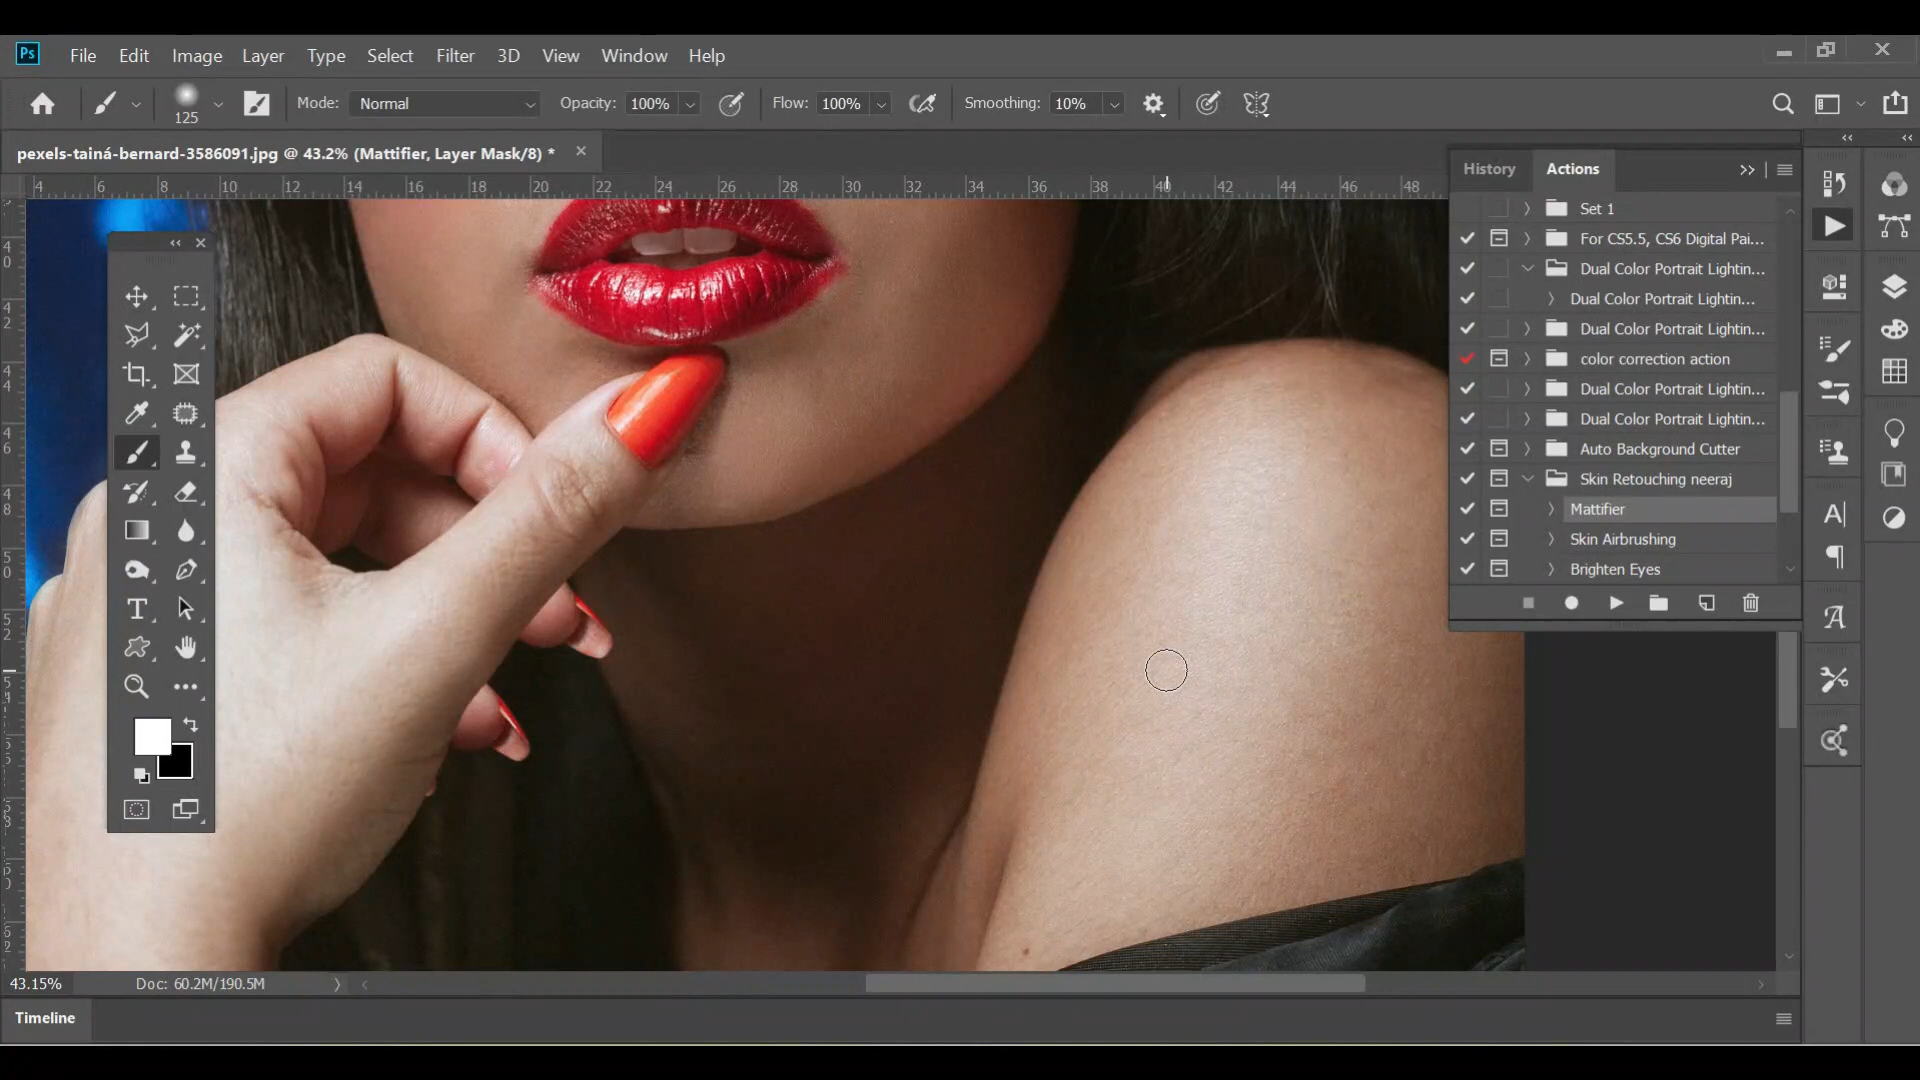 Ps File Edit Image Layer Type Select Filter 3D View Window Help
125 Mode: Normal Opacity: 100% Flow: 100% Smoothing: 10%
pexels-tainá-bernard-3586091.jpg @ 43.2% (Mattifier, Layer Mask/8) *
4 6 8 10 12 14 16 18 20 22 24 26 28 30 32 34 36 38 40 42 44 46 48
History Actions
Set 1
For CS5.5, CS6 Digital Pai...
Dual Color Portrait Lightin...
Dual Color Portrait Lightin...
Dual Color Portrait Lightin...
color correction action
Dual Color Portrait Lightin...
Dual Color Portrait Lightin...
Auto Background Cutter
Skin Retouching neeraj
Mattifier
Skin Airbrushing
Brighten Eyes
43.15% Doc: 60.2M/190.5M
Timeline